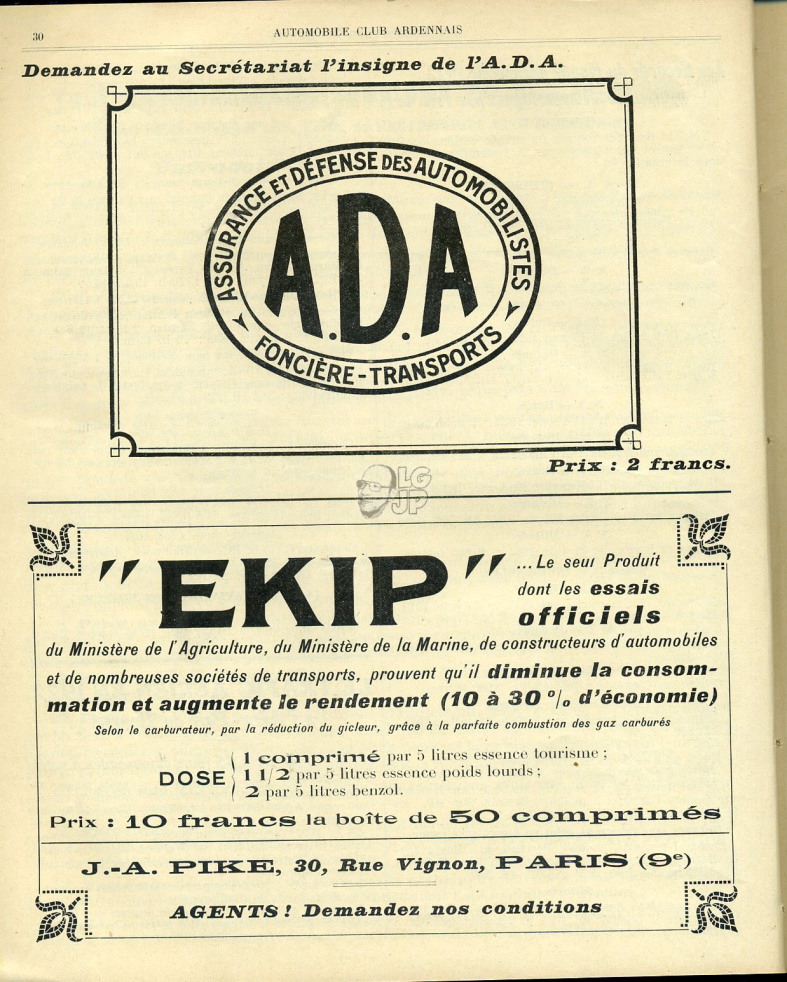 30
AUTOMOBILE CLUB ARDENNAIS
Demandez au Secrétariat l'insigne de l'A.D.A.
ASSURANCE ET DÉFENSE DES AUTOMOBILISTES
A.D.A
FONCIÈRE-TRANSPORTS
Prix : 2 francs.
LG
JP
"EKIP"
...Le seul Produit
dont les essais
officiels
du Ministère de l'Agriculture, du Ministère de la Marine, de constructeurs d'automobiles
et de nombreuses sociétés de transports, prouvent qu'il diminue la consom-
mation et augmente le rendement (10 à 30 % d'économie)
Selon le carburateur, par la réduction du gicleur, grâce à la parfaite combustion des gaz carburés
DOSE
1 comprimé par 5 litres essence tourisme ;
1 1/2 par 5 litres essence poids lourds ;
2 par 5 litres benzol.
Prix : 10 francs la boîte de 50 comprimés
J.-A. PIKE, 30, Rue Vignon, PARIS (9e)
AGENTS ! Demandez nos conditions